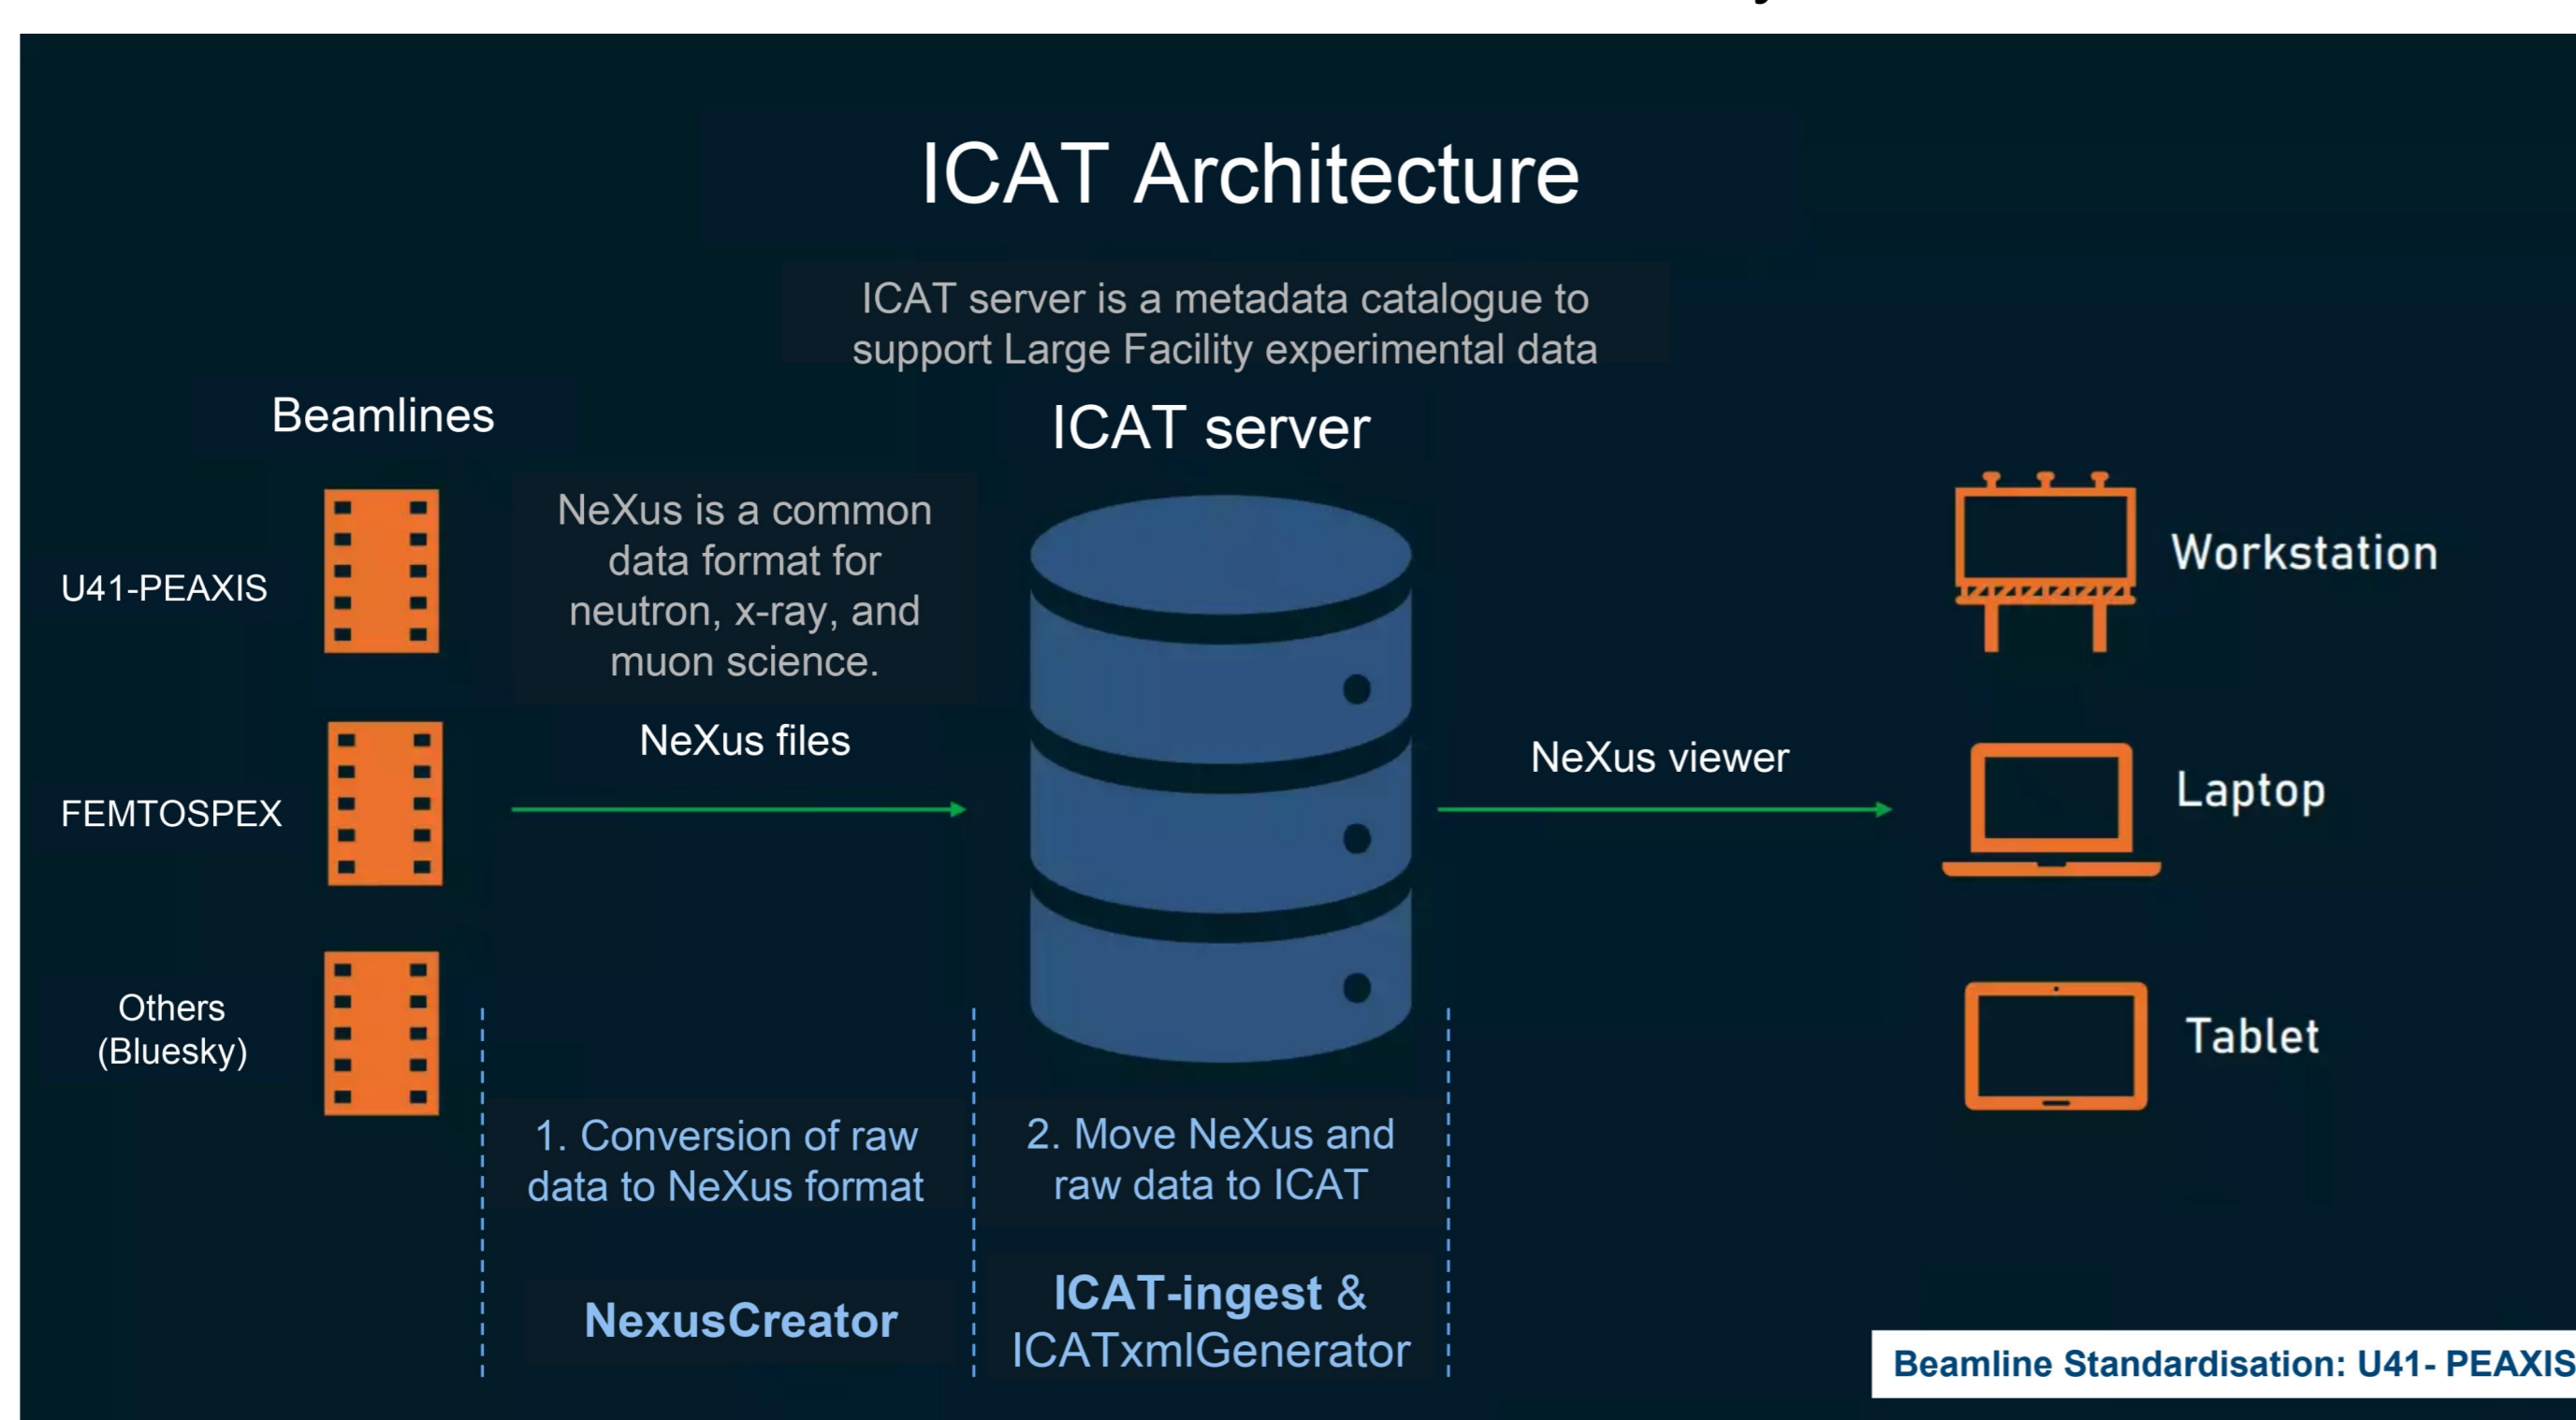 ICAT Architecture
ICAT server is a metadata catalogue to
support Large Facility experimental data
Beamlines
ICAT server
U41-PEAXIS
NeXus is a common
data format for
neutron, x-ray, and
muon science.
Workstation
FEMTOSPEX
NeXus files
NeXus viewer
Laptop
Others
(Bluesky)
Tablet
1. Conversion of raw
data to NeXus format
2. Move NeXus and
raw data to ICAT
NexusCreator
ICAT-ingest &
ICATxmlGenerator
Beamline Standardisation: U41- PEAXIS